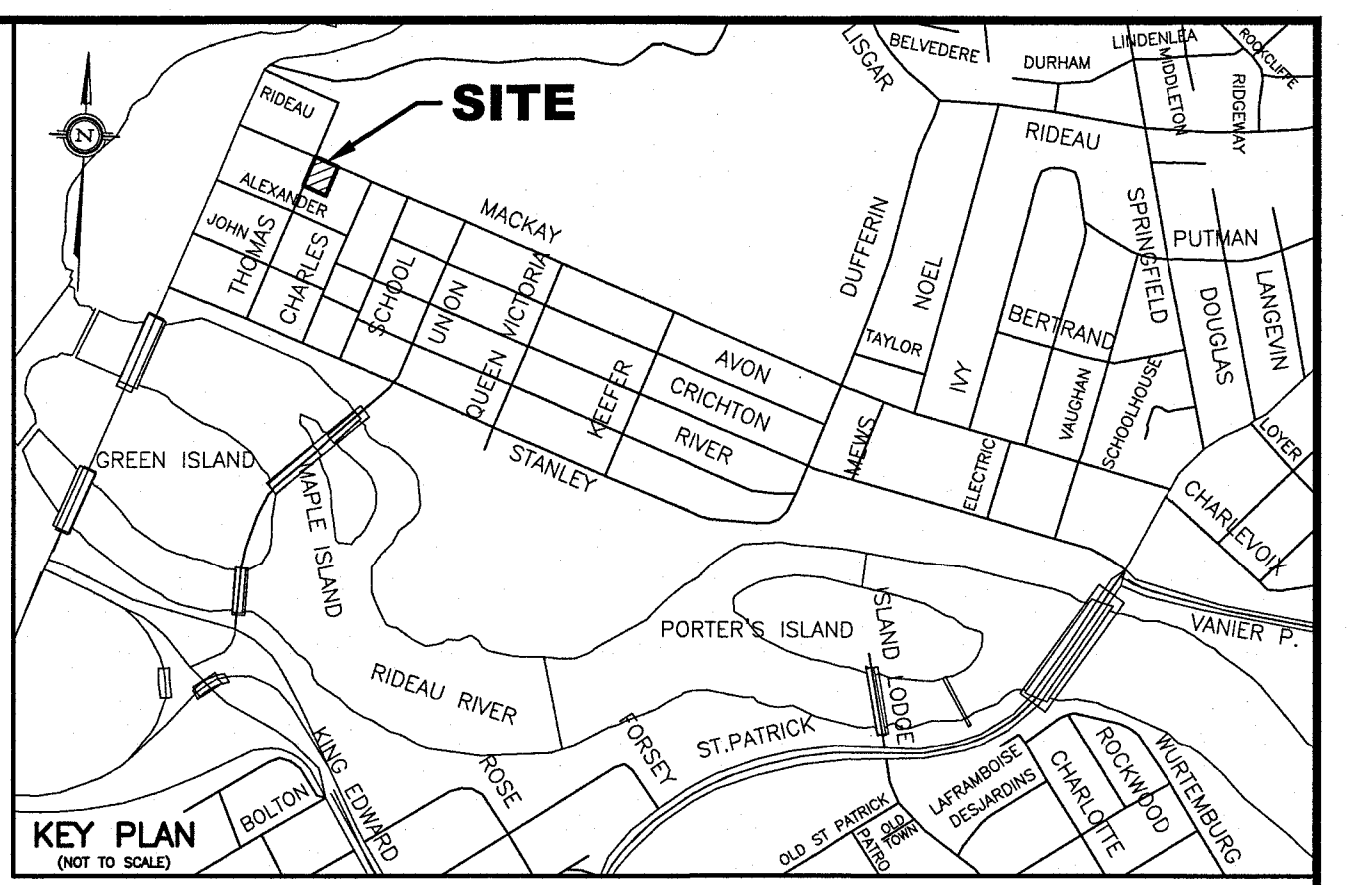 LISGAR
BELVEDERE
DURHAM
LINDENLEA
ROCKCLIFFE
MIDDLETON
RIDGEWAY
RIDEAU
SITE
N
RIDEAU
ALEXANDER
JOHN
THOMAS
CHARLES
SCHOOL
UNION
QUEEN VICTORIA
MACKAY
KEEFER
AVON
CRICHTON
RIVER
STANLEY
DUFFERIN
NOEL
TAYLOR
IVY
BERTRAND
VAUGHAN
SCHOOLHOUSE
SPRINGFIELD
PUTMAN
DOUGLAS
LANGEVIN
LOYER
CHARLEVOIX
MEWS
ELECTRIC
GREEN ISLAND
MAPLE ISLAND
PORTER'S ISLAND
ISLAND LODGE
VANIER P.
RIDEAU RIVER
ST.PATRICK
KING EDWARD
ROSE
FORSEY
BOLTON
OLD ST PATRICK
PATRO
OLD
TOWN
LAFRAMBOISE
DESJARDINS
CHARLOTTE
ROCKWOOD
WURTEMBURG
KEY PLAN
(NOT TO SCALE)